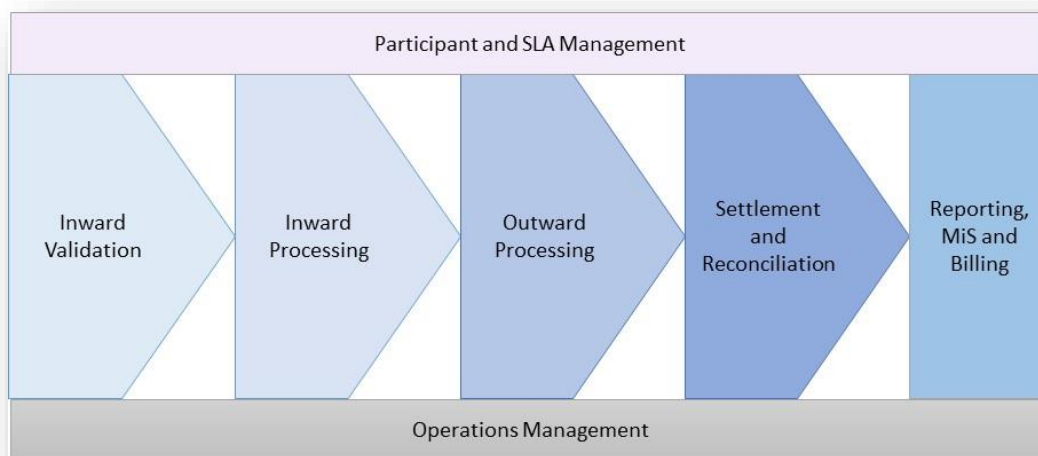 Participant and SLA Management
Inward
Validation
Inward
Processing
Outward
Processing
Settlement
and
Reconciliation
Reporting,
MiS and
Billing
Operations Management